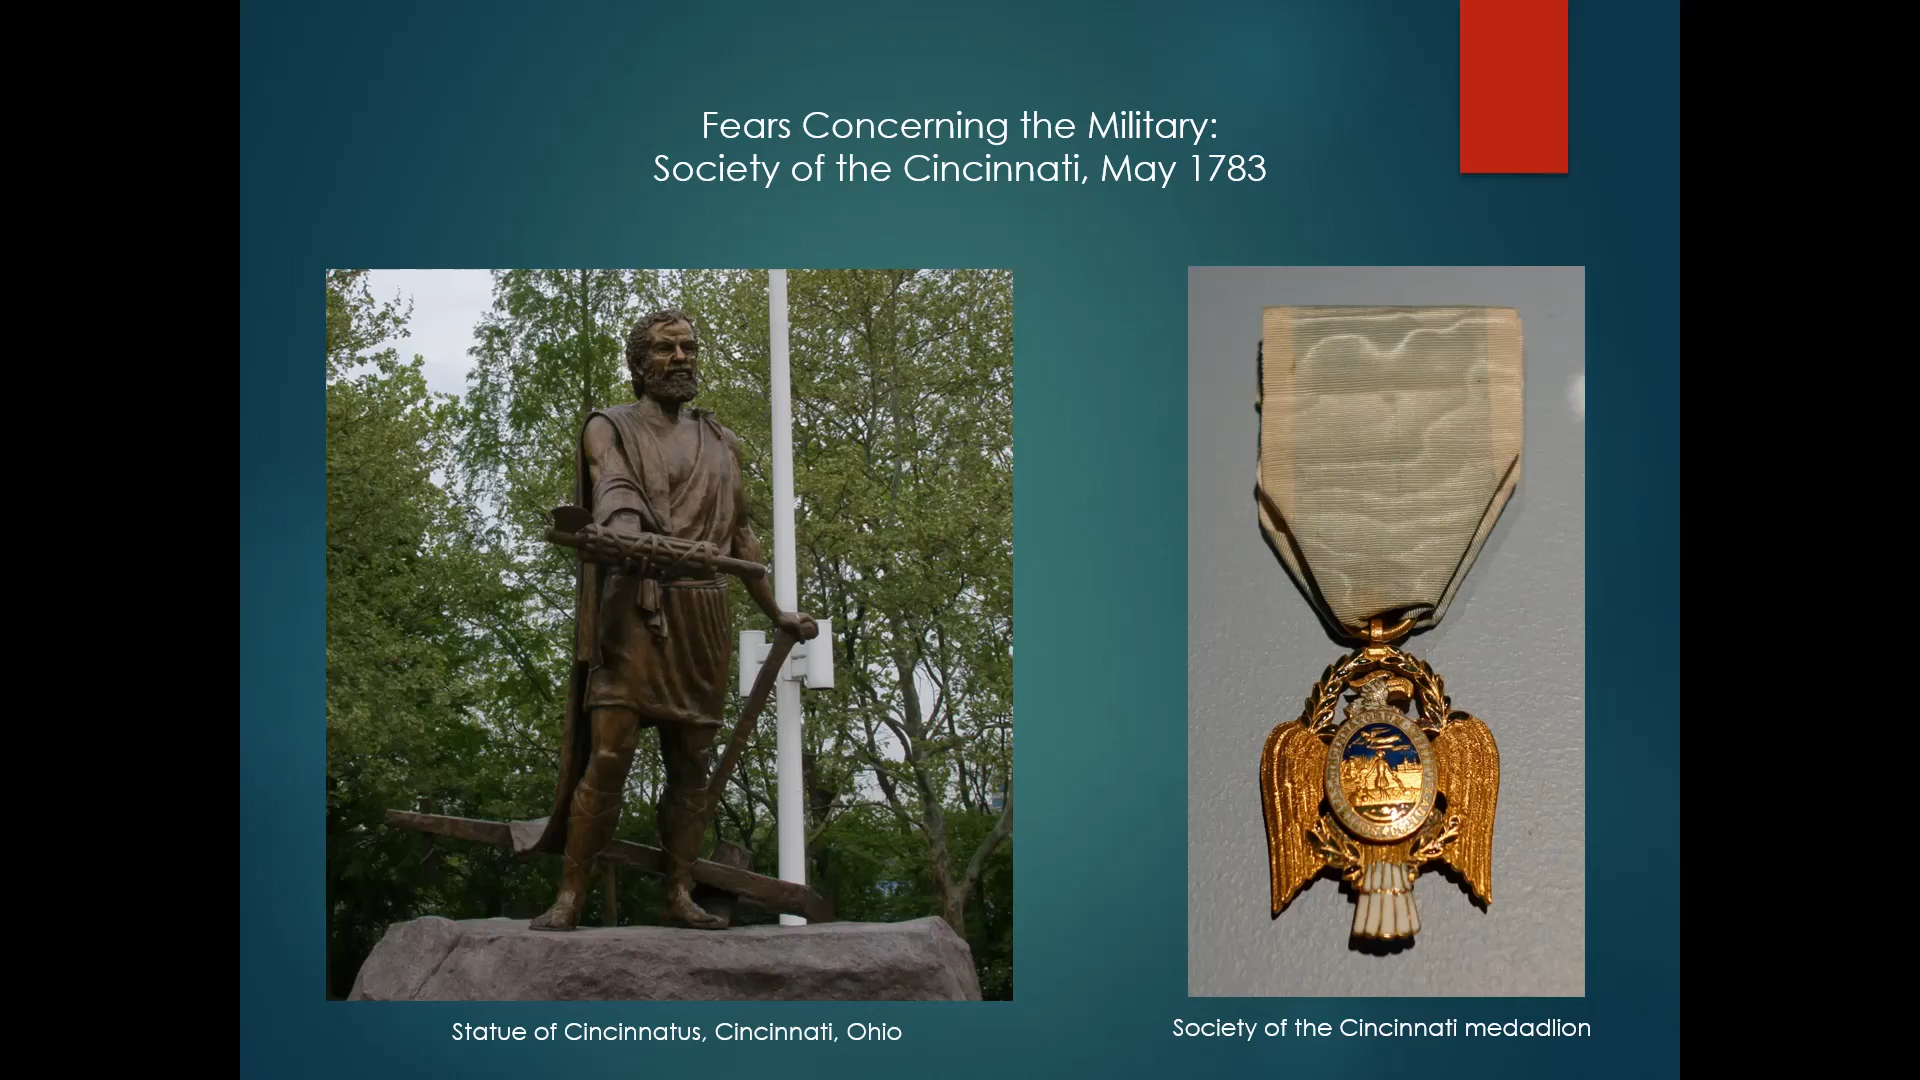 Fears Concerning the Military:
Society of the Cincinnati, May 1783
Statue of Cincinnatus, Cincinnati, Ohio
Society of the Cincinnati medadlion